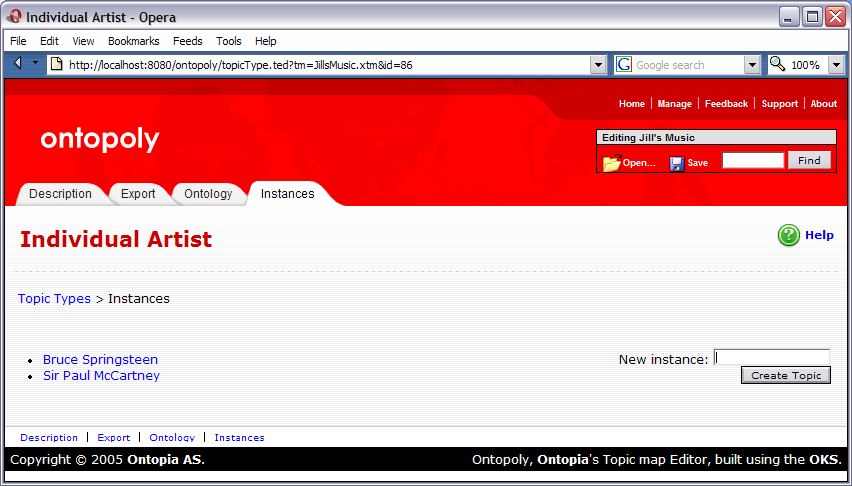 Individual Artist - Opera
File Edit View Bookmarks Feeds Tools Help
http://localhost:8080/ontopoly/topicType.ted?tm=JillsMusic.xtm&id=86 G Google search 100%
Home | Manage | Feedback | Support | About
ontopoly
Editing Jill's Music
Open... Save Find
Description Export Ontology Instances
Individual Artist
? Help
Topic Types > Instances
• Bruce Springsteen New instance:
• Sir Paul McCartney Create Topic
Description | Export | Ontology | Instances
Copyright © 2005 Ontopia AS. Ontopoly, Ontopia's Topic map Editor, built using the OKS.